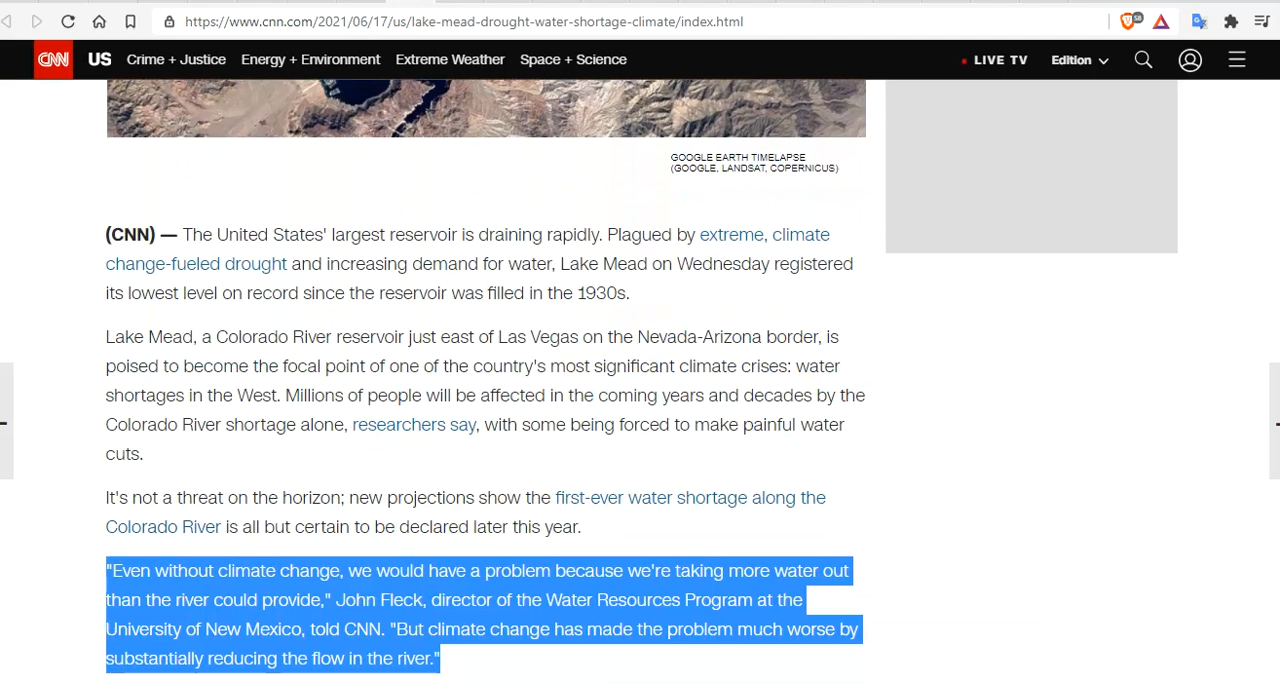 https://www.cnn.com/2021/06/17/us/lake-mead-drought-water-shortage-climate/index.html
58
CNN US Crime + Justice Energy + Environment Extreme Weather Space + Science LIVE TV Edition
GOOGLE EARTH TIMELAPSE
(GOOGLE, LANDSAT, COPERNICUS)
(CNN) — The United States' largest reservoir is draining rapidly. Plagued by extreme, climate
change-fueled drought and increasing demand for water, Lake Mead on Wednesday registered
its lowest level on record since the reservoir was filled in the 1930s.
Lake Mead, a Colorado River reservoir just east of Las Vegas on the Nevada-Arizona border, is
poised to become the focal point of one of the country's most significant climate crises: water
shortages in the West. Millions of people will be affected in the coming years and decades by the
Colorado River shortage alone, researchers say, with some being forced to make painful water
cuts.
It's not a threat on the horizon; new projections show the first-ever water shortage along the
Colorado River is all but certain to be declared later this year.
"Even without climate change, we would have a problem because we're taking more water out
than the river could provide," John Fleck, director of the Water Resources Program at the
University of New Mexico, told CNN. "But climate change has made the problem much worse by
substantially reducing the flow in the river."